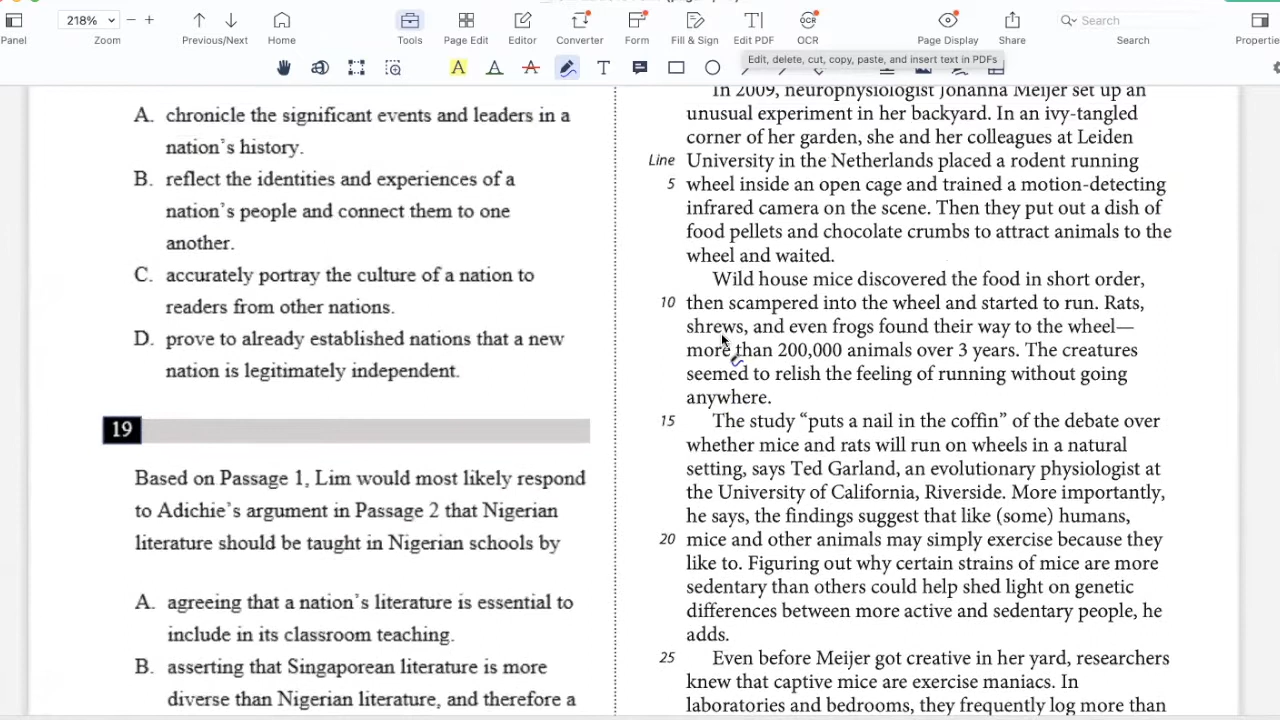 218%
Panel
Zoom
Previous/Next
Home
Tools
Page Edit
Editor
Converter
Form
Fill & Sign
Edit PDF
OCR
OCR
Page Display
Share
Search
Search
Propertie
Edit, delete, cut, copy, paste, and insert text in PDFs
A. chronicle the significant events and leaders in a
nation's history.
B. reflect the identities and experiences of a
nation's people and connect them to one
another.
C. accurately portray the culture of a nation to
readers from other nations.
D. prove to already established nations that a new
nation is legitimately independent.
19
Based on Passage 1, Lim would most likely respond
to Adichie's argument in Passage 2 that Nigerian
literature should be taught in Nigerian schools by
A. agreeing that a nation's literature is essential to
include in its classroom teaching.
B. asserting that Singaporean literature is more
diverse than Nigerian literature, and therefore a
In 2009, neurophysiologist Johanna Meijer set up an
unusual experiment in her backyard. In an ivy-tangled
corner of her garden, she and her colleagues at Leiden
Line University in the Netherlands placed a rodent running
5 wheel inside an open cage and trained a motion-detecting
infrared camera on the scene. Then they put out a dish of
food pellets and chocolate crumbs to attract animals to the
wheel and waited.
Wild house mice discovered the food in short order,
10 then scampered into the wheel and started to run. Rats,
shrews, and even frogs found their way to the wheel—
more than 200,000 animals over 3 years. The creatures
seemed to relish the feeling of running without going
anywhere.
15 The study “puts a nail in the coffin” of the debate over
whether mice and rats will run on wheels in a natural
setting, says Ted Garland, an evolutionary physiologist at
the University of California, Riverside. More importantly,
he says, the findings suggest that like (some) humans,
20 mice and other animals may simply exercise because they
like to. Figuring out why certain strains of mice are more
sedentary than others could help shed light on genetic
differences between more active and sedentary people, he
adds.
25 Even before Meijer got creative in her yard, researchers
knew that captive mice are exercise maniacs. In
laboratories and bedrooms, they frequently log more than